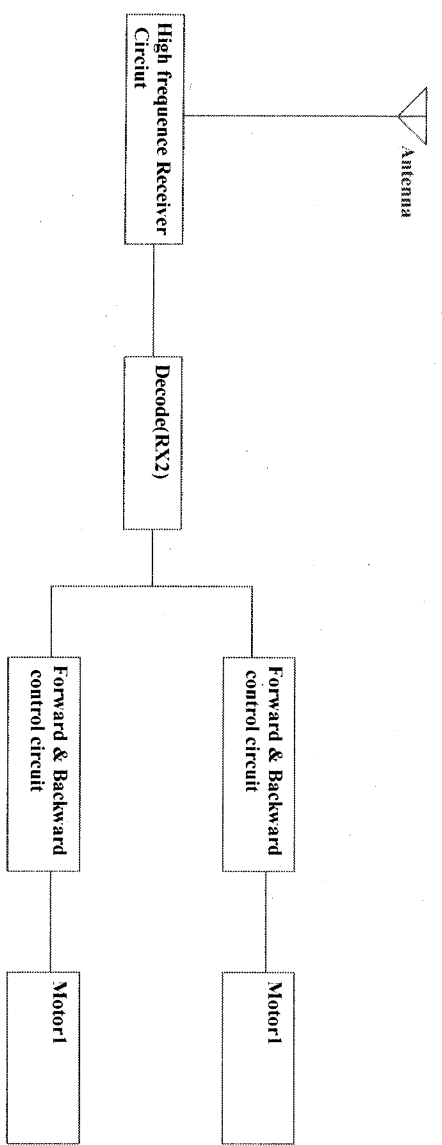 Antenna
High frequence Receiver
Circiut
Decode(RX2)
Forward & Backward
control circuit
Motor1
Forward & Backward
control circuit
Motor1